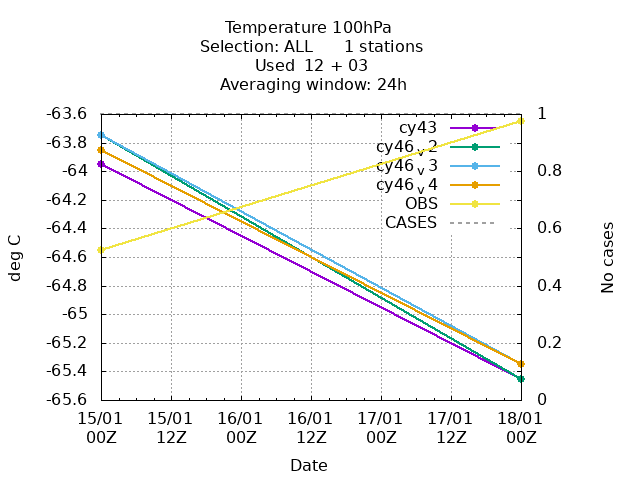 Temperature 100hPa
Selection: ALL 1 stations
Used 12 + 03
Averaging window: 24h
-63.6
-63.8
-64
-64.2
-64.4
-64.6
-64.8
-65
-65.2
-65.4
-65.6
deg C
1
0.8
0.6
0.4
0.2
0
No cases
cy43
cy46v2
cy46v3
cy46v4
OBS
CASES
15/01 15/01 16/01 16/01 17/01 17/01 18/01
00Z 12Z 00Z 12Z 00Z 12Z 00Z
Date